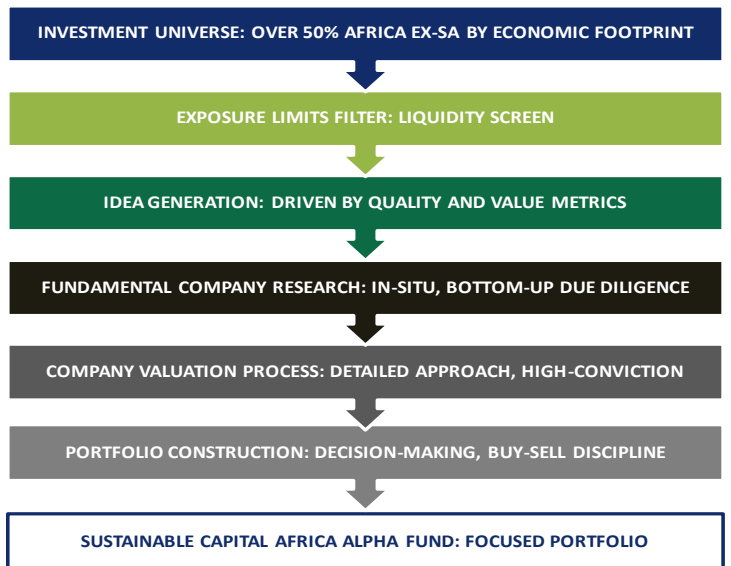 INVESTMENT UNIVERSE: OVER 50% AFRICA EX-SA BY ECONOMIC FOOTPRINT
EXPOSURE LIMITS FILTER: LIQUIDITY SCREEN
IDEA GENERATION: DRIVEN BY QUALITY AND VALUE METRICS
FUNDAMENTAL COMPANY RESEARCH: IN-SITU, BOTTOM-UP DUE DILIGENCE
COMPANY VALUATION PROCESS: DETAILED APPROACH, HIGH-CONVICTION
PORTFOLIO CONSTRUCTION: DECISION-MAKING, BUY-SELL DISCIPLINE
SUSTAINABLE CAPITAL AFRICA ALPHA FUND: FOCUSED PORTFOLIO